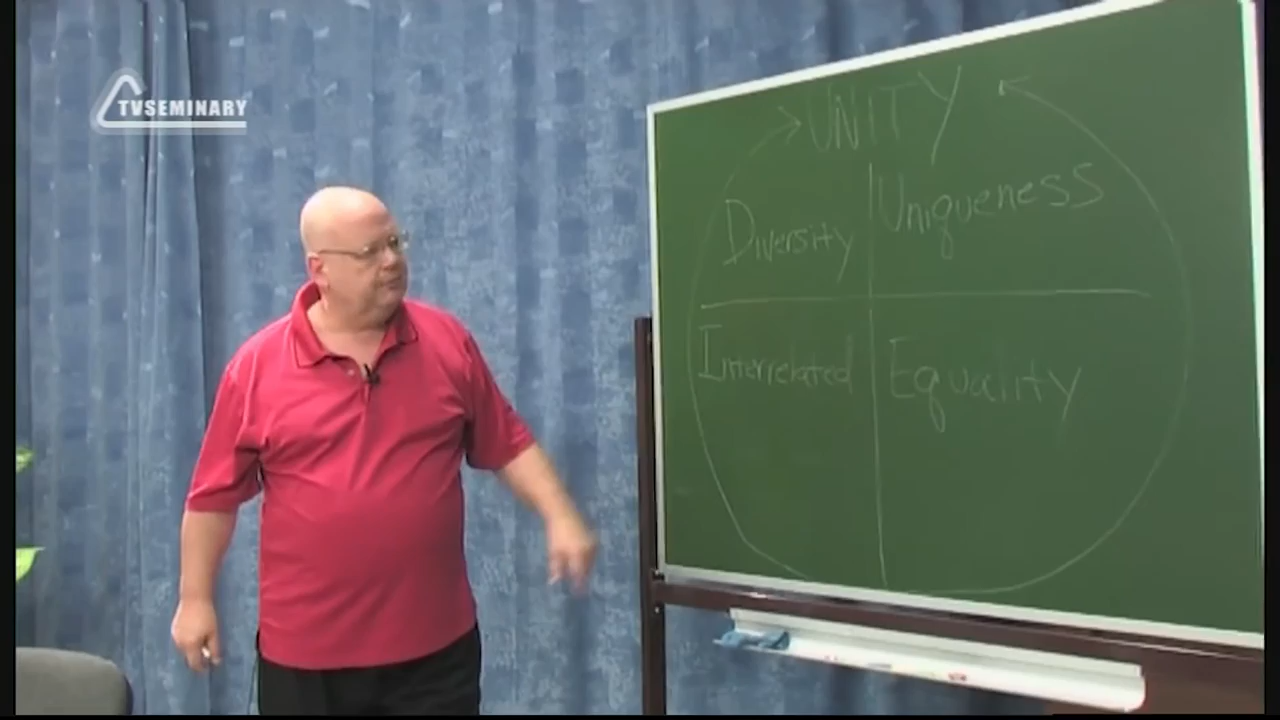 TVSEMINARY
UNITY
Diversity
Uniqueness
Interrelated
Equality